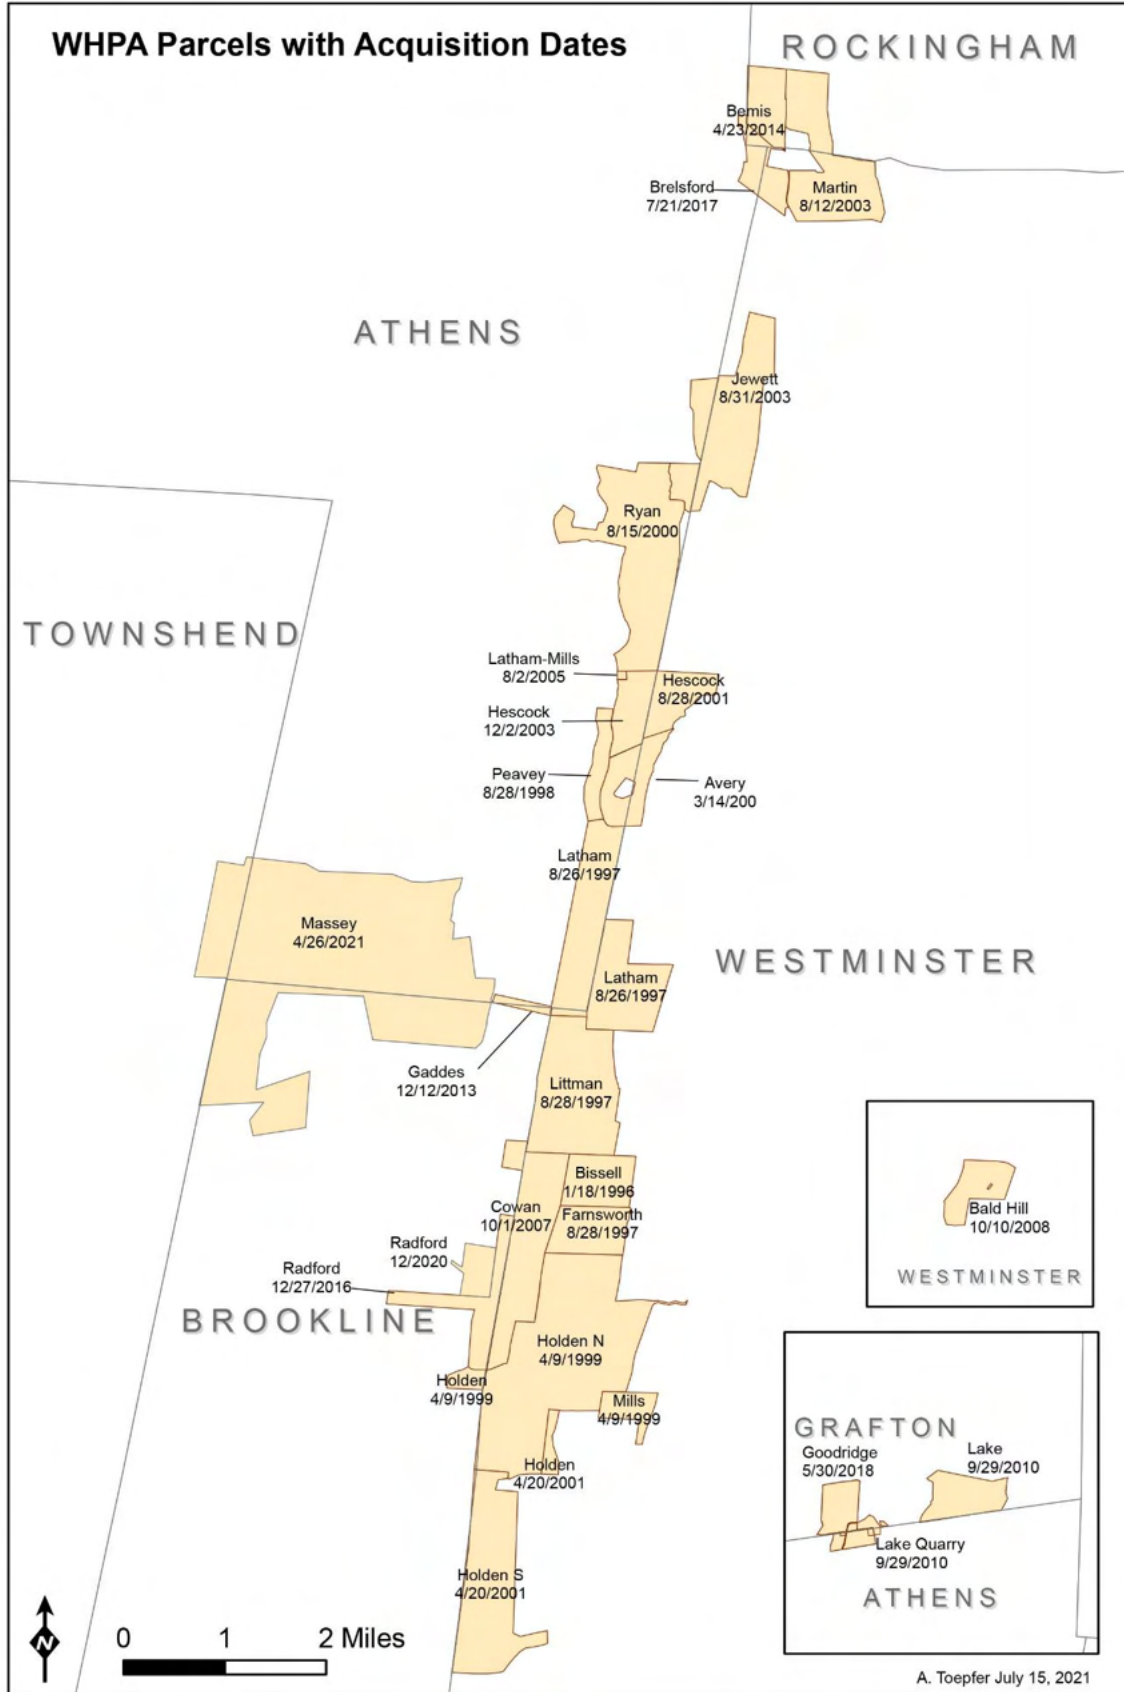 WHPA Parcels with Acquisition Dates
ROCKINGHAM
Bemis
4/23/2014
Brelsford
7/21/2017
Martin
8/12/2003
ATHENS
Jewett
8/31/2003
Ryan
8/15/2000
TOWNSHEND
Latham-Mills
8/2/2005
Hescock
8/28/2001
Hescock
12/2/2003
Peavey
8/28/1998
Avery
3/14/200
Latham
8/26/1997
Massey
4/26/2021
WESTMINSTER
Latham
8/26/1997
Gaddes
12/12/2013
Littman
8/28/1997
Bissell
1/18/1996
Cowan
10/1/2007
Farnsworth
8/28/1997
Radford
12/2020
Radford
12/27/2016
BROOKLINE
Holden N
4/9/1999
Holden
4/9/1999
Mills
4/9/1999
Holden
4/20/2001
Holden S
4/20/2001
Bald Hill
10/10/2008
WESTMINSTER
GRAFTON
Goodridge
5/30/2018
Lake
9/29/2010
Lake Quarry
9/29/2010
ATHENS
N
0 1 2 Miles
A. Toepfer July 15, 2021